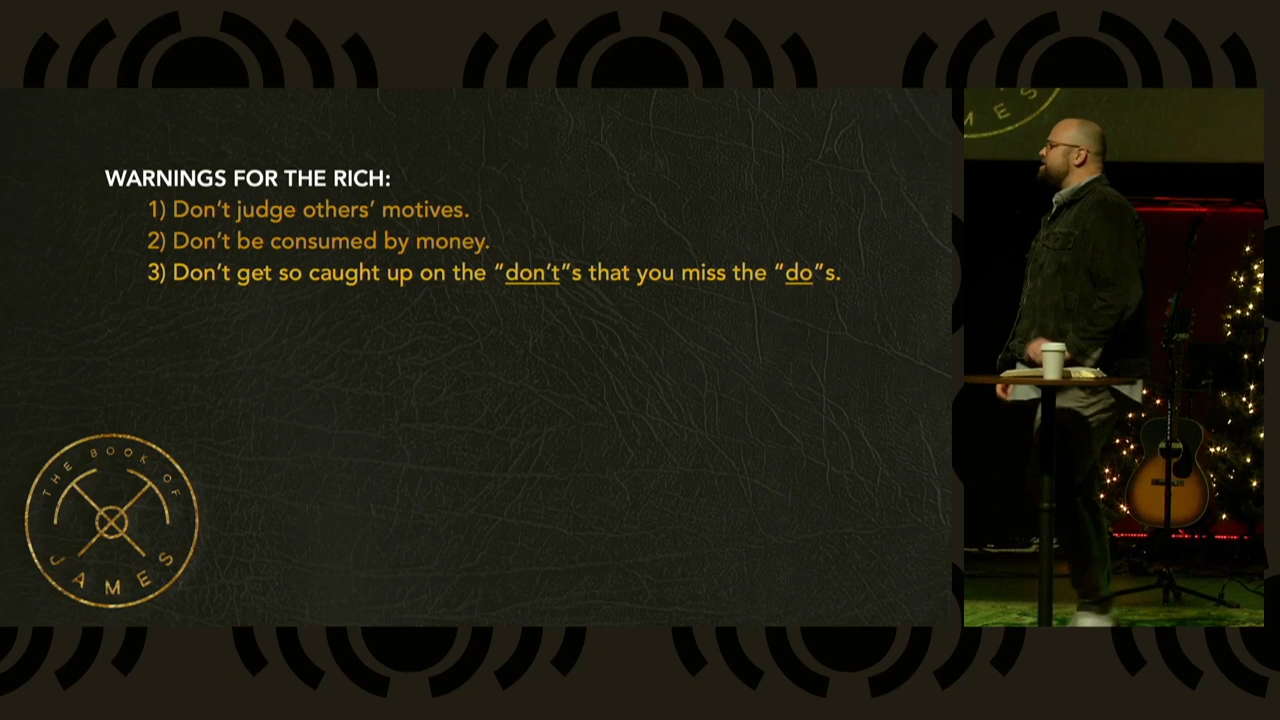 WARNINGS FOR THE RICH:
1) Don’t judge others’ motives.
2) Don’t be consumed by money.
3) Don’t get so caught up on the “don’t"s that you miss the “do"s.
THE BOOK OF
JAMES
MES